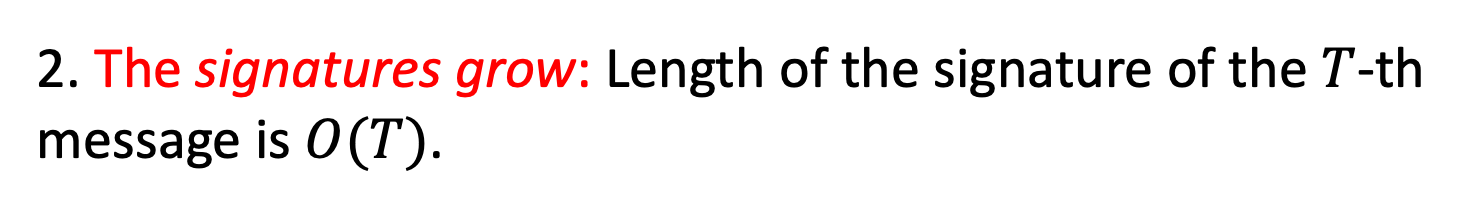 2. The signatures grow: Length of the signature of the T-th
message is O(T).